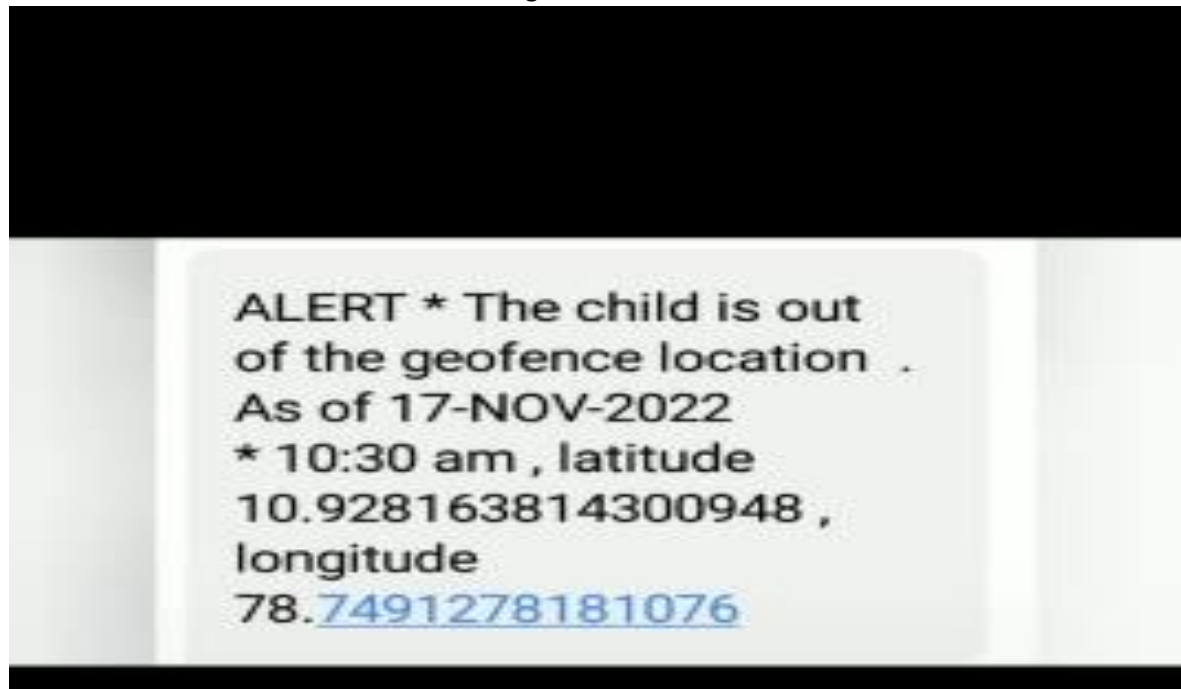 ALERT * The child is out
of the geofence location .
As of 17-NOV-2022
* 10:30 am , latitude
10.928163814300948 ,
longitude
78.7491278181076